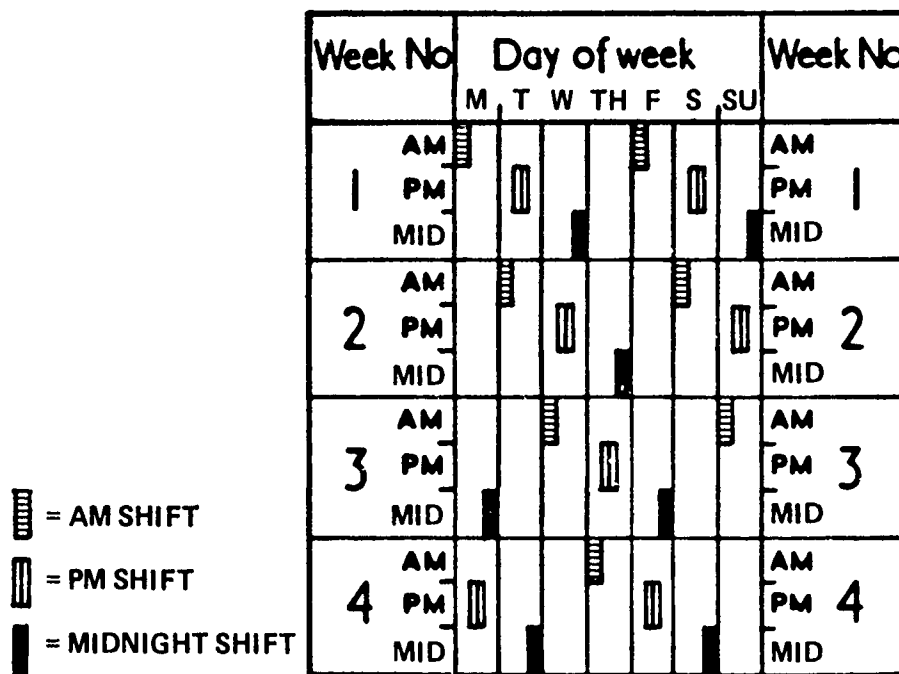 Week No Day of week Week No
M T W TH F S SU
AM AM
1 PM PM 1
MID MID
AM AM
2 PM PM 2
MID MID
AM AM
3 PM PM 3
MID MID
AM AM
4 PM PM 4
MID MID
= AM SHIFT
= PM SHIFT
= MIDNIGHT SHIFT